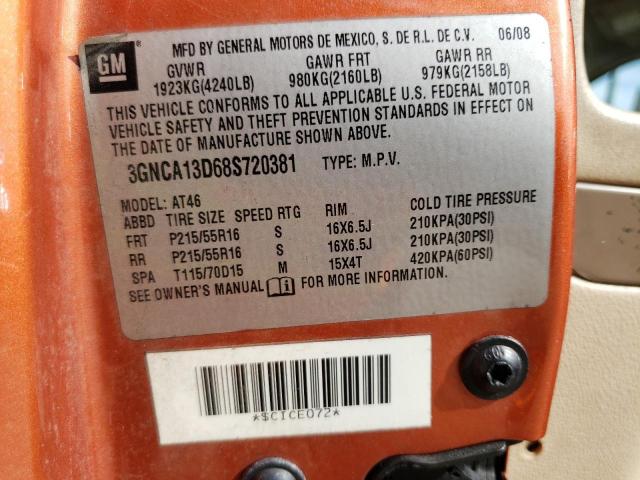 GM
MFD BY GENERAL MOTORS DE MEXICO, S. DE R.L. DE C.V. 06/08
GVWR GAWR FRT GAWR RR
1923KG(4240LB) 980KG(2160LB) 979KG(2158LB)
THIS VEHICLE CONFORMS TO ALL APPLICABLE U.S. FEDERAL MOTOR
VEHICLE SAFETY AND THEFT PREVENTION STANDARDS IN EFFECT ON
THE DATE OF MANUFACTURE SHOWN ABOVE.
3GNCA13D68S720381 TYPE: M.P.V.
MODEL: AT46
ABBD TIRE SIZE SPEED RTG RIM COLD TIRE PRESSURE
FRT P215/55R16 S 16X6.5J 210KPA(30PSI)
RR P215/55R16 S 16X6.5J 210KPA(30PSI)
SPA T115/70D15 M 15X4T 420KPA(60PSI)
SEE OWNER'S MANUAL FOR MORE INFORMATION.
*$CICE072*